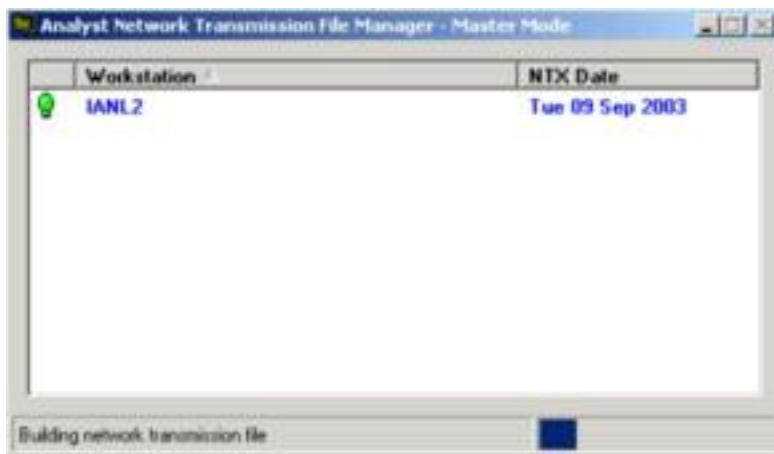 Analyst Network Transmission File Manager - Master Mode
Workstation NTX Date
IANL2 Tue 09 Sep 2003
Building network transmission file